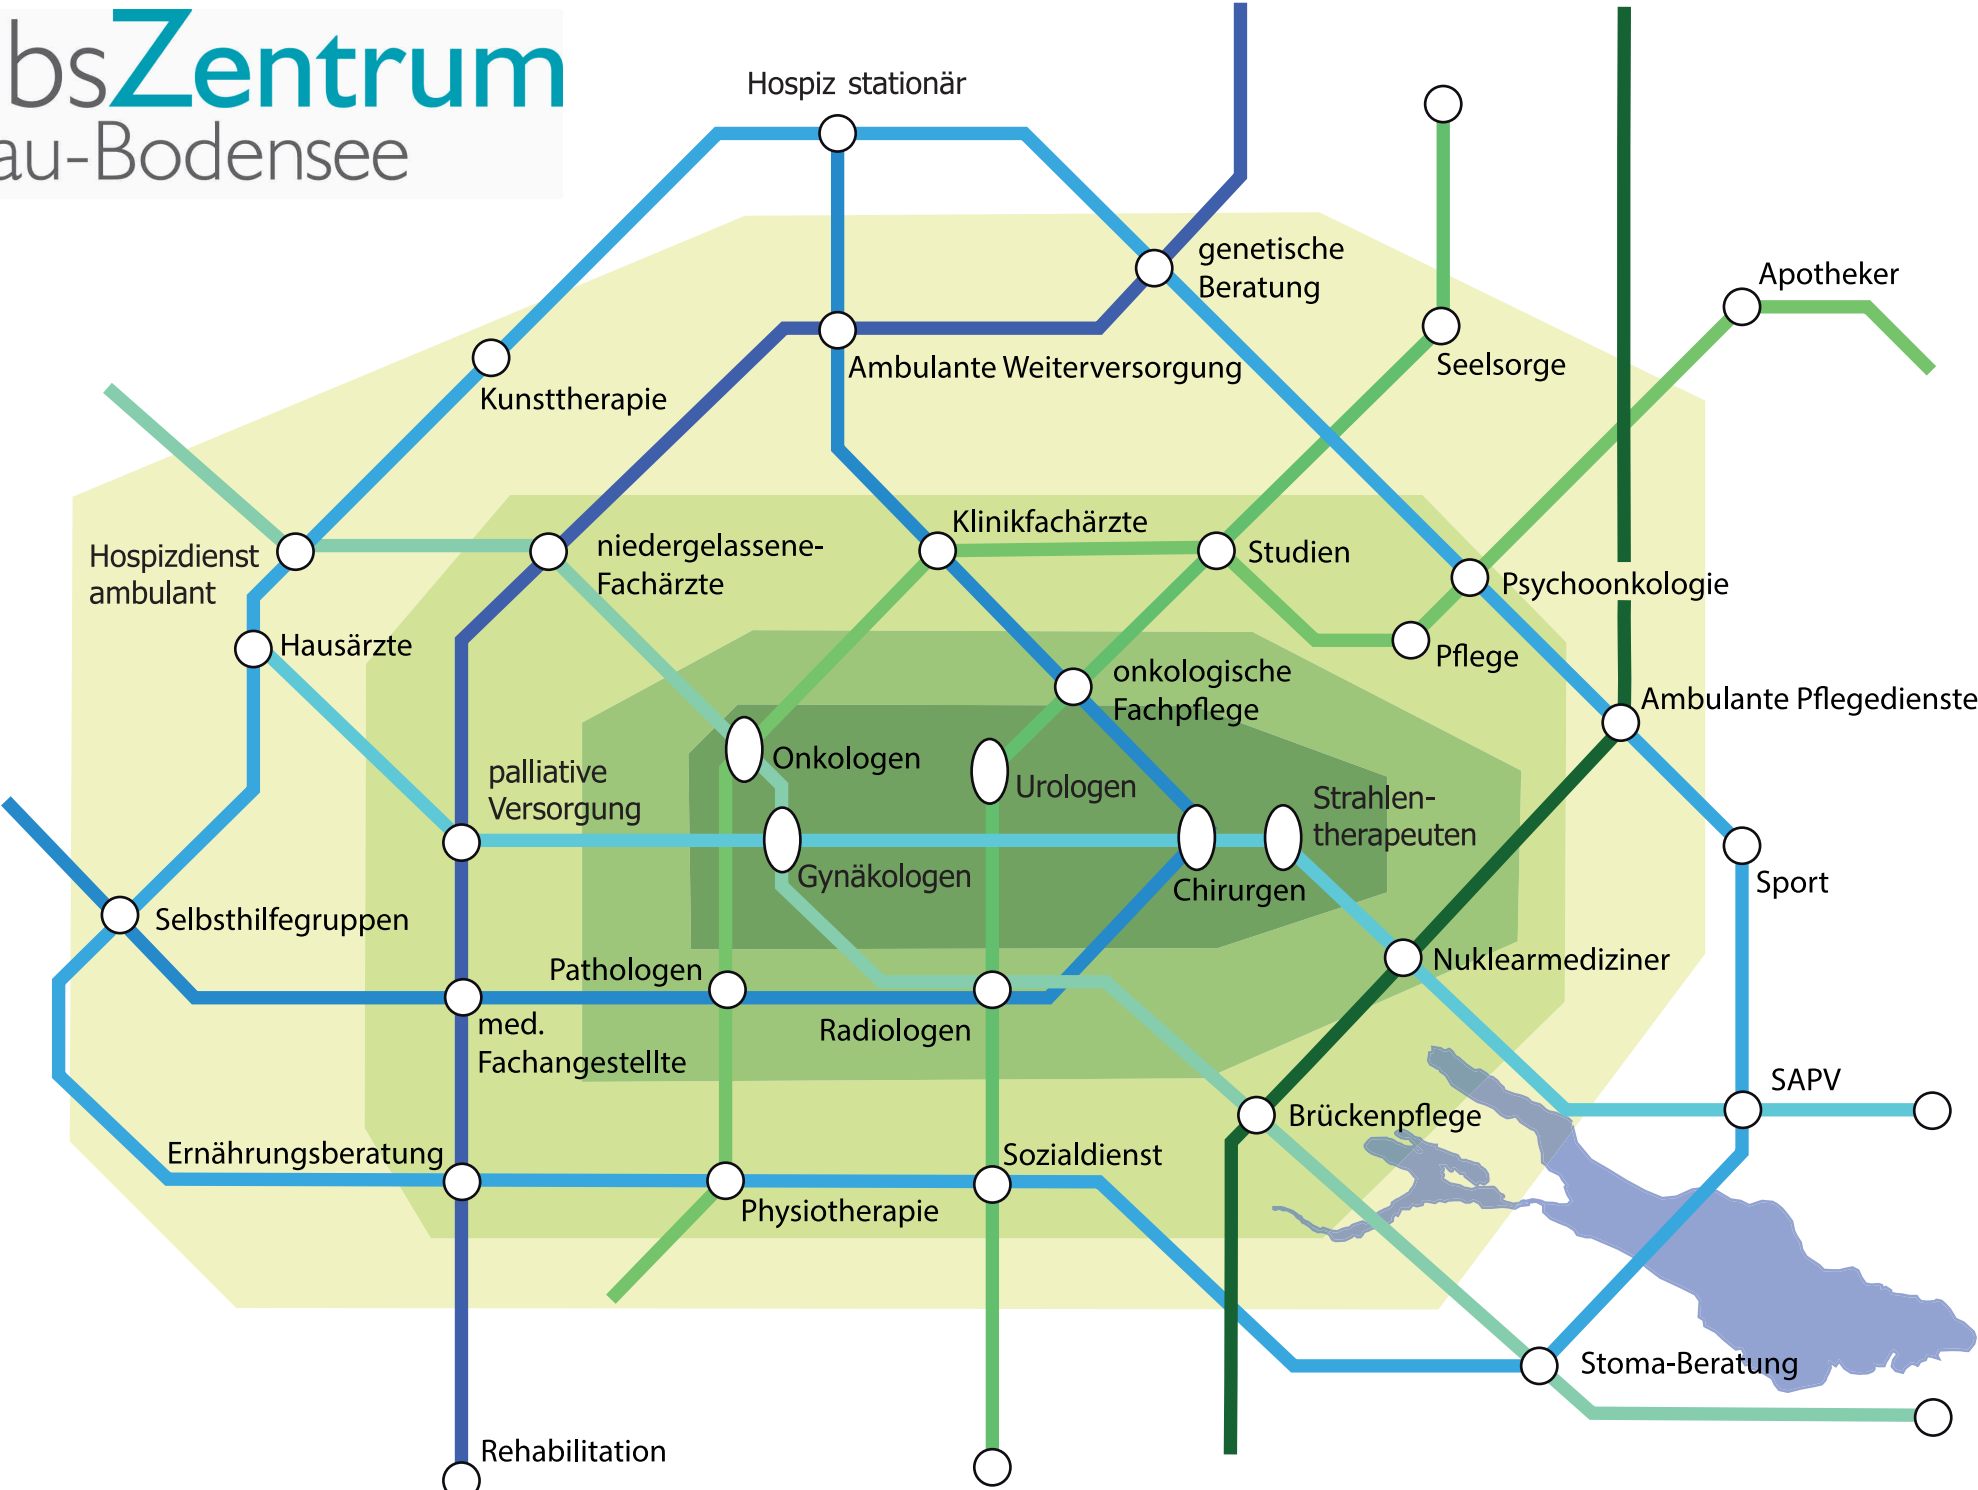 bsZentrum
au-Bodensee
Hospiz stationär
genetische
Beratung
Apotheker
Ambulante Weiterversorgung
Seelsorge
Kunsttherapie
Klinikfachärzte
niedergelassene-
Fachärzte
Studien
Hospizdienst
ambulant
Psychoonkologie
Hausärzte
Pflege
onkologische
Fachpflege
Ambulante Pflegedienste
Onkologen
palliative
Versorgung
Urologen
Strahlen-
therapeuten
Gynäkologen
Chirurgen
Sport
Selbsthilfegruppen
Pathologen
Nuklearmediziner
med.
Fachangestellte
Radiologen
SAPV
Brückenpflege
Ernährungsberatung
Sozialdienst
Physiotherapie
Stoma-Beratung
Rehabilitation